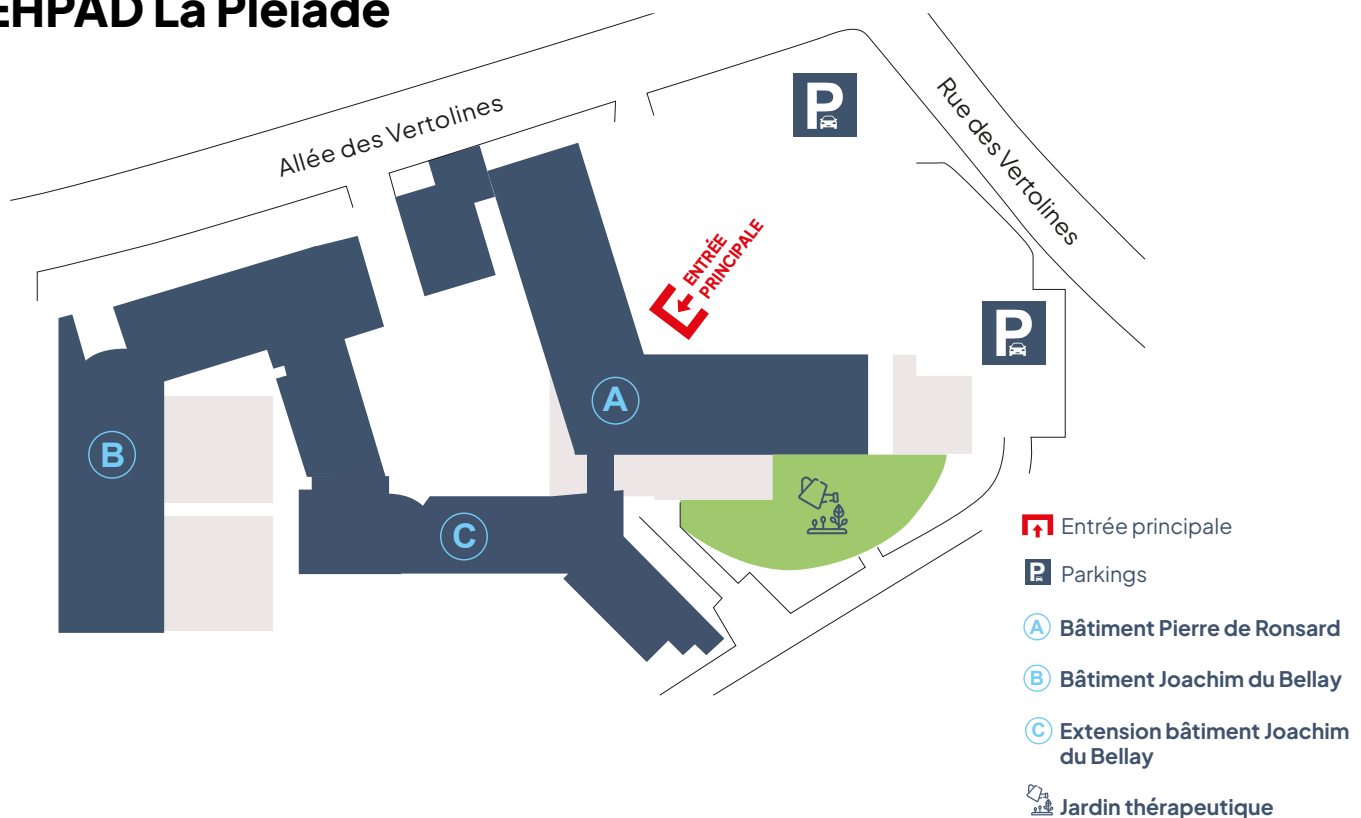 EHPAD La Pléiade
Allée des Vertolines
Rue des Vertolines
P
ENTRÉE
PRINCIPALE
P
A
B
C
Entrée principale
P Parkings
A Bâtiment Pierre de Ronsard
B Bâtiment Joachim du Bellay
C Extension bâtiment Joachim
du Bellay
Jardin thérapeutique